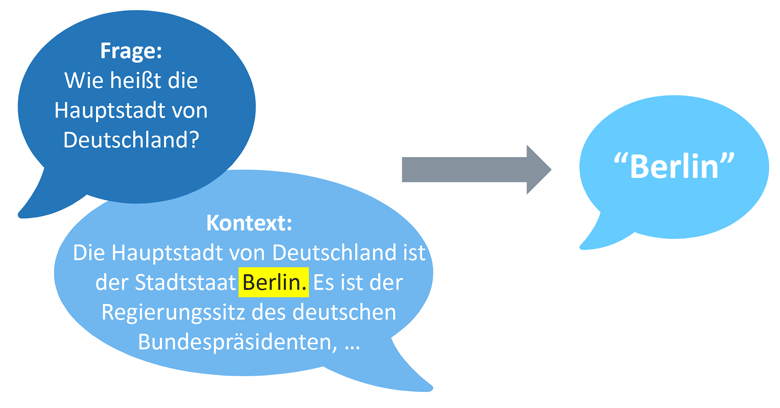 Frage:
Wie heißt die
Hauptstadt von
Deutschland?
Kontext:
Die Hauptstadt von Deutschland ist
der Stadtstaat Berlin. Es ist der
Regierungssitz des deutschen
Bundespräsidenten, ...
“Berlin”